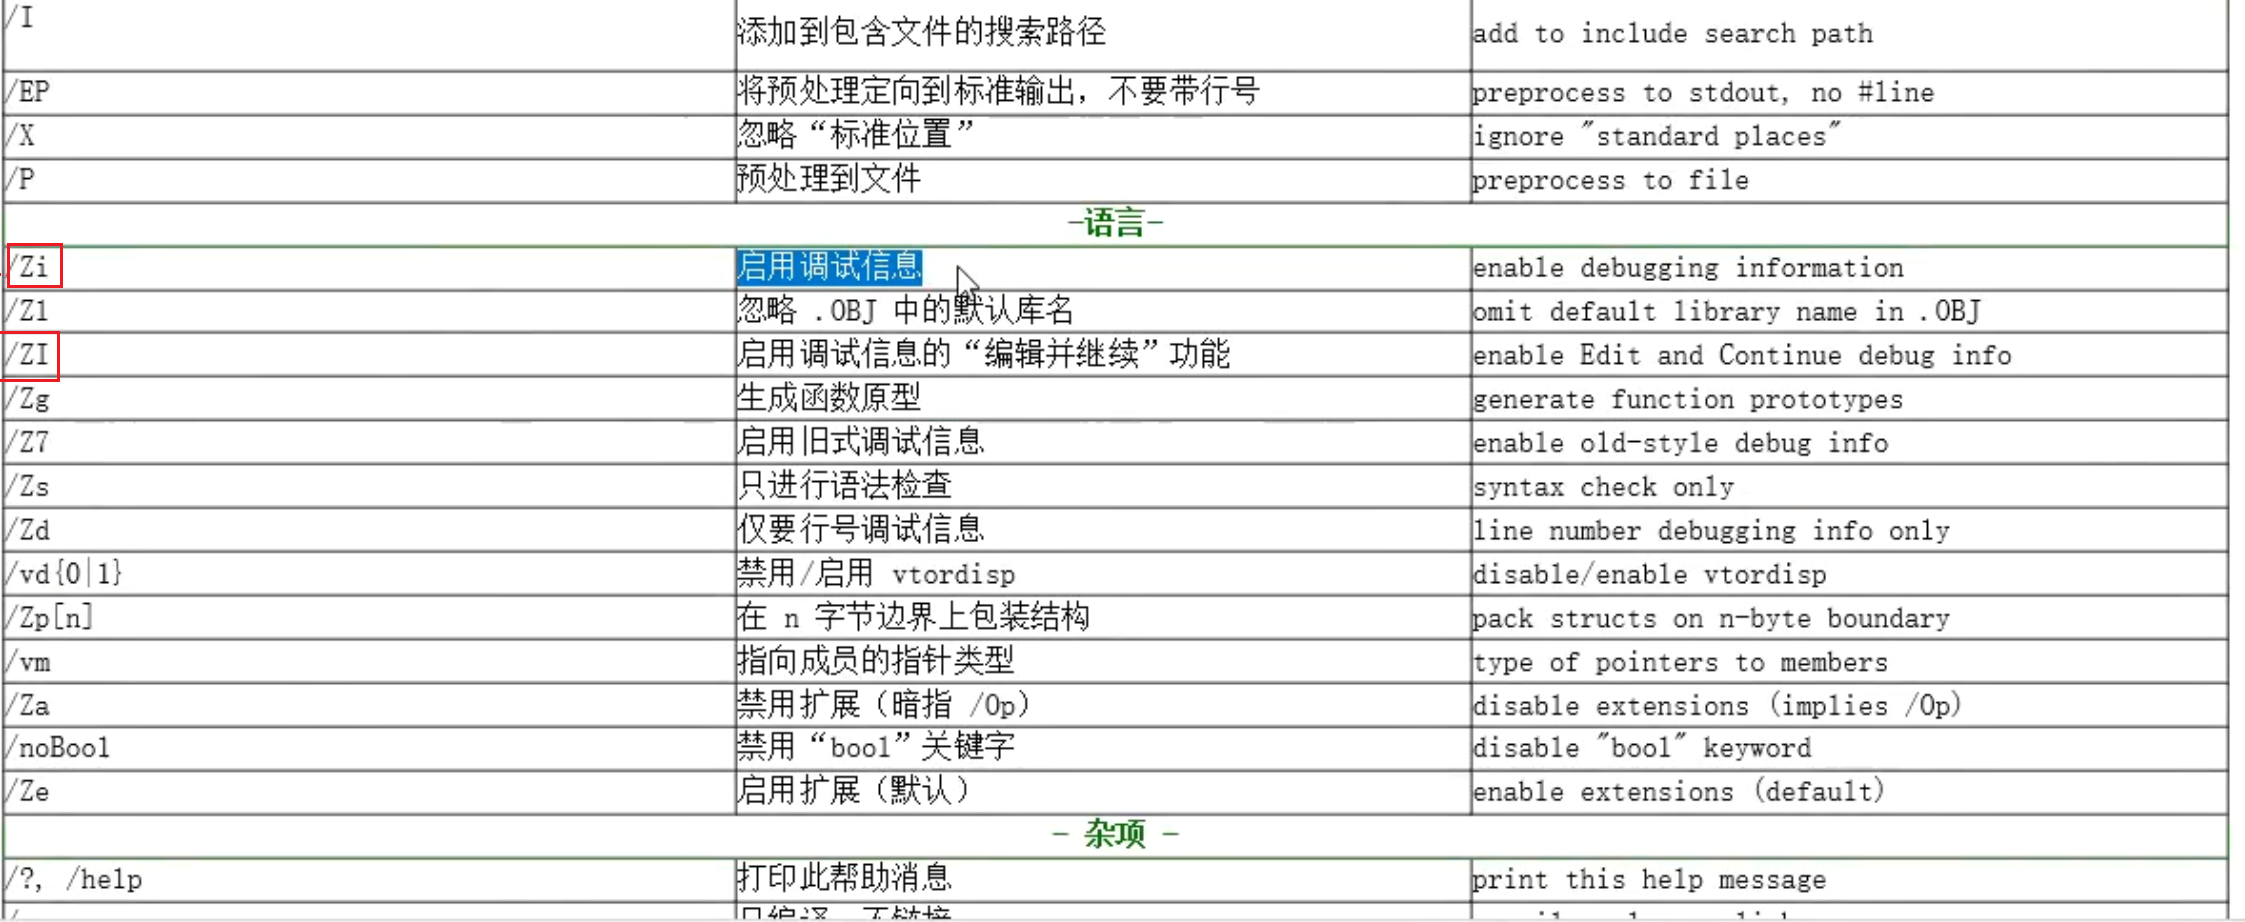 /I 添加到包含文件的搜索路径 add to include search path
/EP 将预处理定向到标准输出，不要带行号 preprocess to stdout, no #line
/X 忽略“标准位置” ignore "standard places"
/P 预处理到文件 preprocess to file
-语言-
/Zi 启用调试信息 enable debugging information
/Zl 忽略 .OBJ 中的默认库名 omit default library name in .OBJ
/ZI 启用调试信息的“编辑并继续”功能 enable Edit and Continue debug info
/Zg 生成函数原型 generate function prototypes
/Z7 启用旧式调试信息 enable old-style debug info
/Zs 只进行语法检查 syntax check only
/Zd 仅要行号调试信息 line number debugging info only
/vd{0|1} 禁用/启用 vtordisp disable/enable vtordisp
/Zp[n] 在 n 字节边界上包装结构 pack structs on n-byte boundary
/vm 指向成员的指针类型 type of pointers to members
/Za 禁用扩展（暗指 /Op） disable extensions (implies /Op)
/noBool 禁用“bool”关键字 disable "bool" keyword
/Ze 启用扩展（默认） enable extensions (default)
- 杂项 -
/?, /help 打印此帮助消息 print this help message